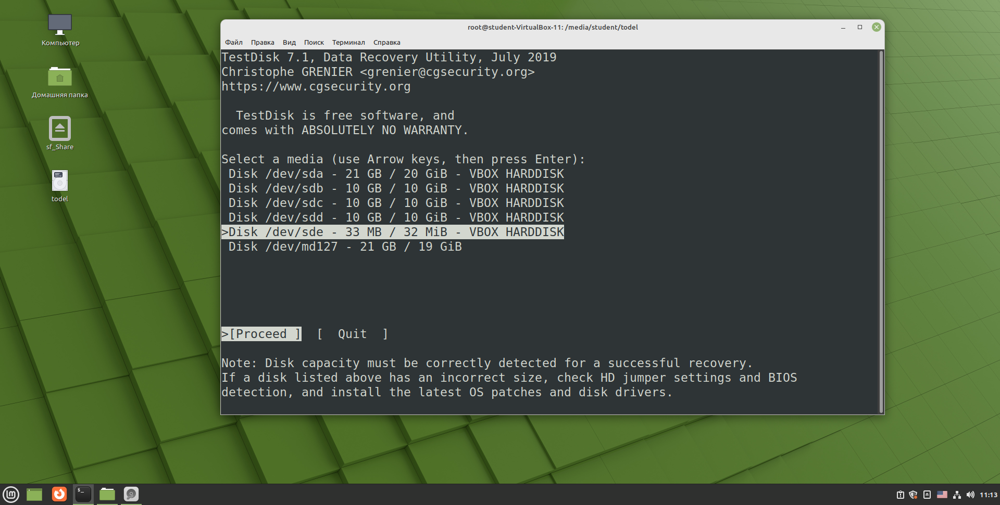 Компьютер
Домашняя папка
sf_Share
todel
root@student-VirtualBox-11: /media/student/todel
Файл Правка Вид Поиск Терминал Справка
TestDisk 7.1, Data Recovery Utility, July 2019
Christophe GRENIER <grenier@cgsecurity.org>
https://www.cgsecurity.org
TestDisk is free software, and
comes with ABSOLUTELY NO WARRANTY.
Select a media (use Arrow keys, then press Enter):
Disk /dev/sda - 21 GB / 20 GiB - VBOX HARDDISK
Disk /dev/sdb - 10 GB / 10 GiB - VBOX HARDDISK
Disk /dev/sdc - 10 GB / 10 GiB - VBOX HARDDISK
Disk /dev/sdd - 10 GB / 10 GiB - VBOX HARDDISK
>Disk /dev/sde - 33 MB / 32 MiB - VBOX HARDDISK
Disk /dev/md127 - 21 GB / 19 GiB
>[Proceed ]  [  Quit  ]
Note: Disk capacity must be correctly detected for a successful recovery.
If a disk listed above has an incorrect size, check HD jumper settings and BIOS
detection, and install the latest OS patches and disk drivers.
$_
11:13